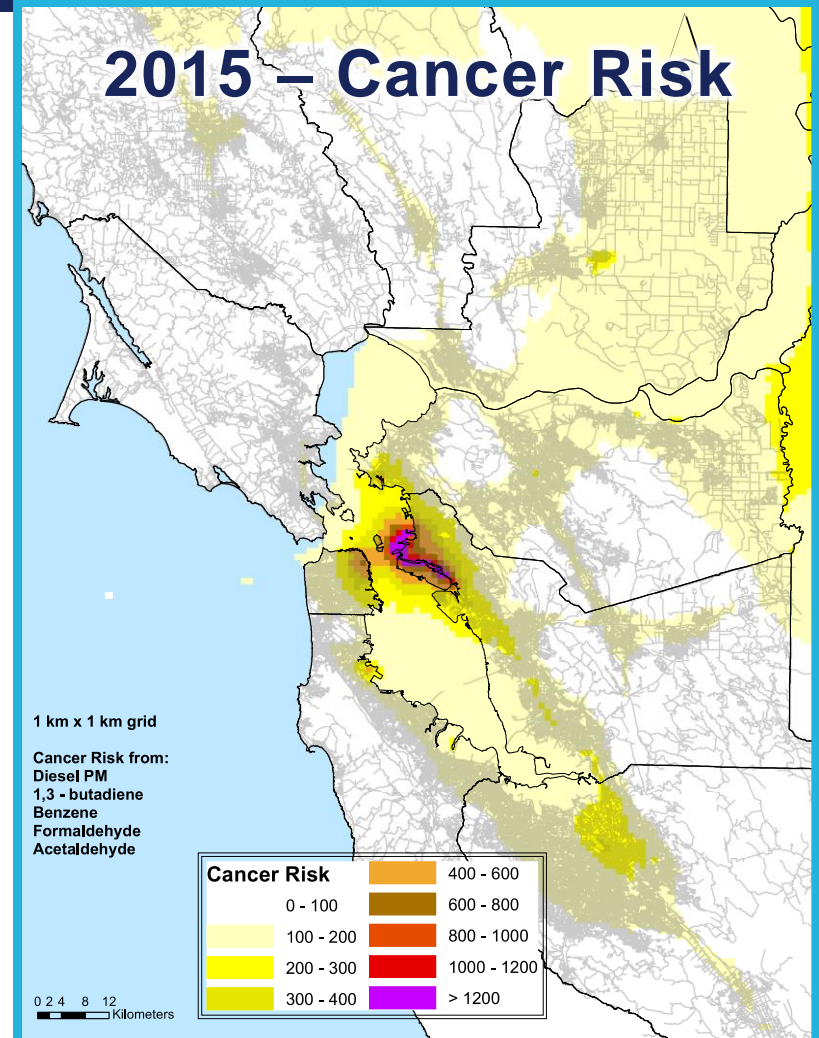 2015 – Cancer Risk
1 km x 1 km grid
Cancer Risk from:
Diesel PM
1,3 - butadiene
Benzene
Formaldehyde
Acetaldehyde
Cancer Risk
0 - 100
100 - 200
200 - 300
300 - 400
400 - 600
600 - 800
800 - 1000
1000 - 1200
> 1200
0 2 4 8 12
Kilometers